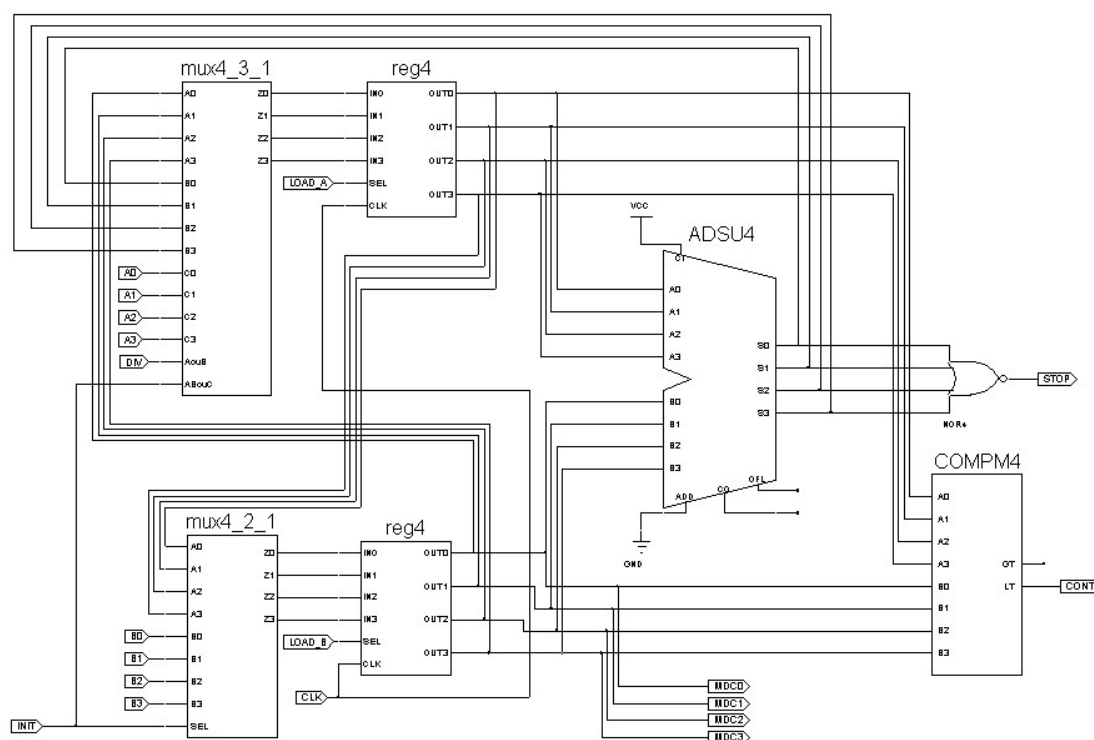 mux4_3_1
A0
A1
A2
A3
B0
B1
B2
B3
C0
C1
C2
C3
AouB
ABouC
Z0
Z1
Z2
Z3
A0
A1
A2
A3
DIV
reg4
IN0
IN1
IN2
IN3
SEL
CLK
OUT0
OUT1
OUT2
OUT3
LOAD_A
VCC
ADSU4
CI
A0
A1
A2
A3
B0
B1
B2
B3
ADD
CO
OFL
S0
S1
S2
S3
GND
NOR4
STOP
COMPM4
A0
A1
A2
A3
B0
B1
B2
B3
GT
LT
CONT
mux4_2_1
A0
A1
A2
A3
B0
B1
B2
B3
SEL
Z0
Z1
Z2
Z3
B0
B1
B2
B3
INIT
reg4
IN0
IN1
IN2
IN3
SEL
CLK
OUT0
OUT1
OUT2
OUT3
LOAD_B
CLK
MDC0
MDC1
MDC2
MDC3